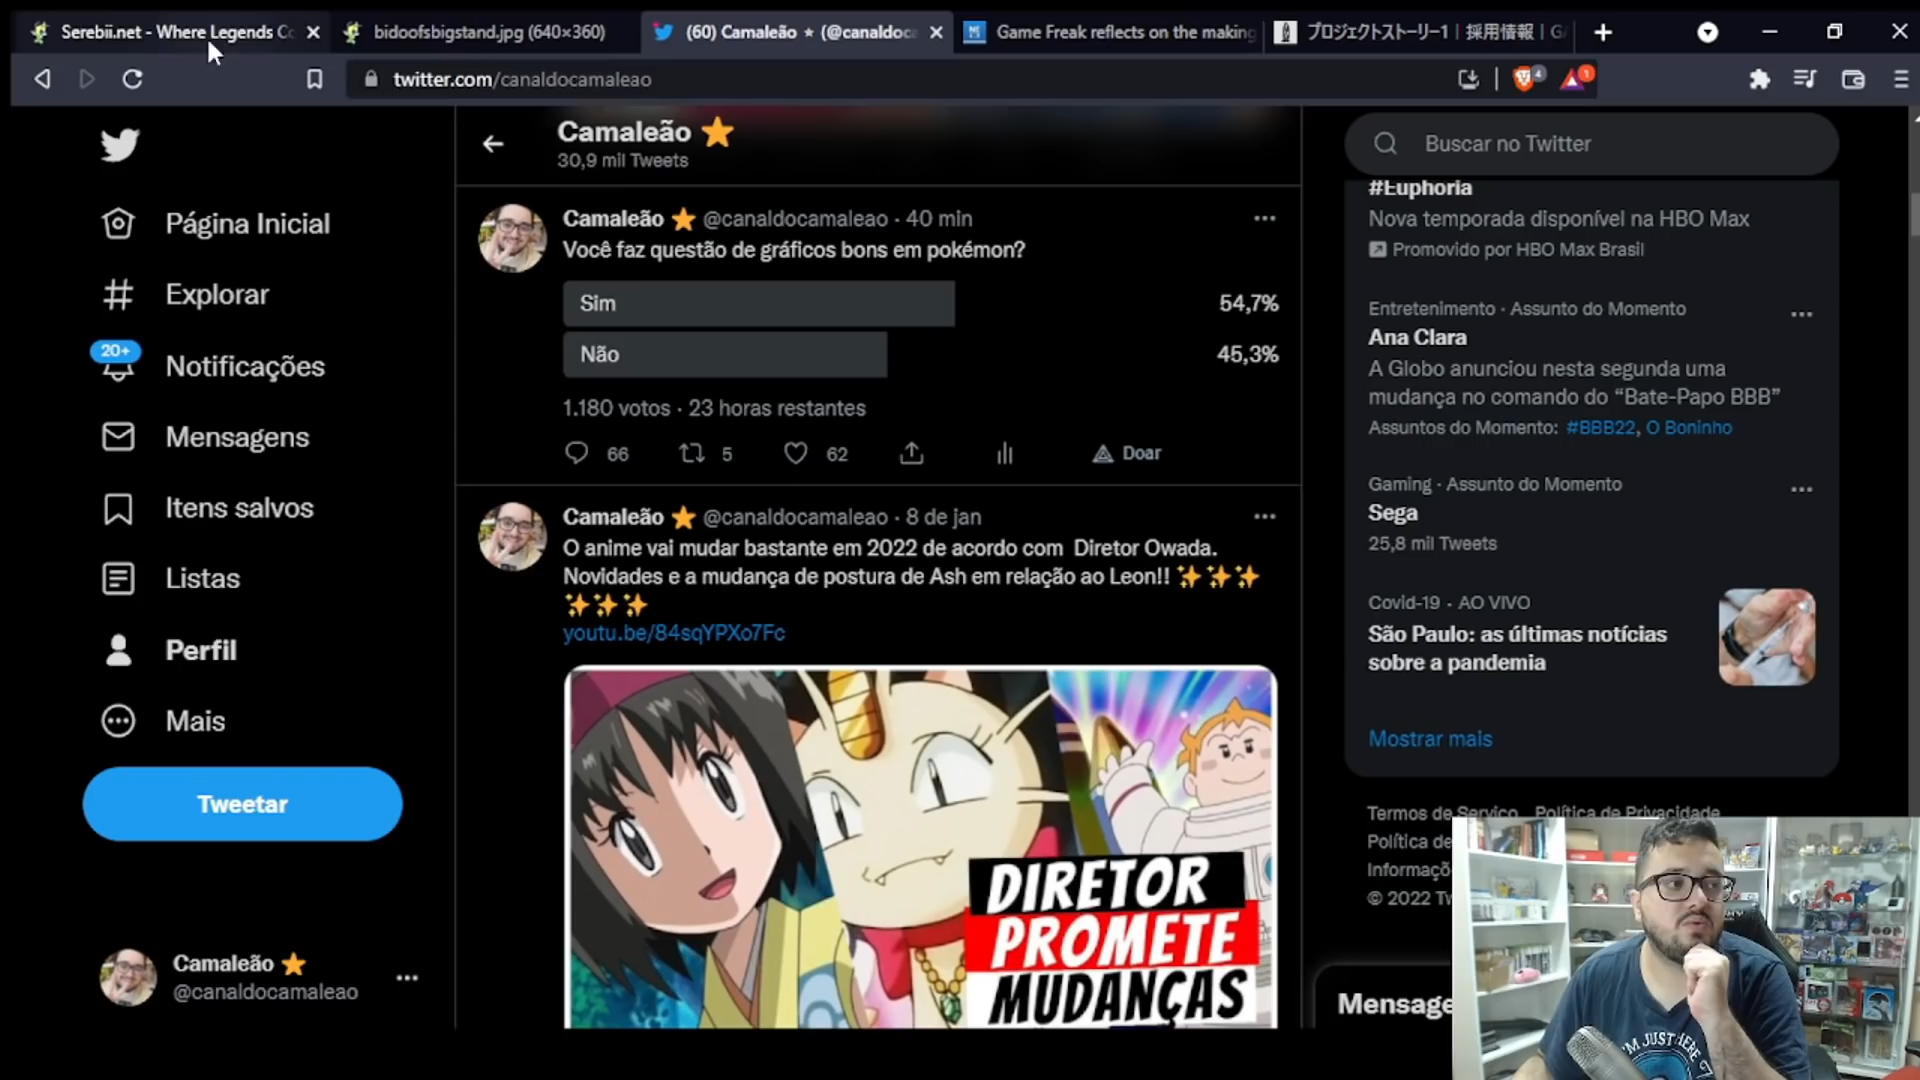 Serebii.net - Where Legends Co
bidoofsbigstand.jpg (640×360)
(60) Camaleão ⭑ (@canaldoc
Game Freak reflects on the making
プロジェクトストーリー1 | 採用情報 | G
twitter.com/canaldocamaleao
4
1
Camaleão ⭐
30,9 mil Tweets
Buscar no Twitter
Página Inicial
Explorar
20+
Notificações
Mensagens
Itens salvos
Listas
Perfil
Mais
Tweetar
Camaleão ⭐
@canaldocamaleao
Camaleão ⭐ @canaldocamaleao · 40 min
Você faz questão de gráficos bons em pokémon?
Sim 54,7%
Não 45,3%
1.180 votos · 23 horas restantes
66 5 62 Doar
Camaleão ⭐ @canaldocamaleao · 8 de jan
O anime vai mudar bastante em 2022 de acordo com Diretor Owada.
Novidades e a mudança de postura de Ash em relação ao Leon!! ✨✨✨
✨✨✨
youtu.be/84sqYPXo7Fc
DIRETOR
PROMETE
MUDANÇAS
#Euphoria
Nova temporada disponível na HBO Max
Promovido por HBO Max Brasil
Entretenimento · Assunto do Momento
Ana Clara
A Globo anunciou nesta segunda uma
mudança no comando do “Bate-Papo BBB”
Assuntos do Momento: #BBB22, O Boninho
Gaming · Assunto do Momento
Sega
25,8 mil Tweets
Covid-19 · AO VIVO
São Paulo: as últimas notícias
sobre a pandemia
Mostrar mais
Termos de Serviço Política de Privacidade
Política de
Informaçõ
© 2022 Tw
Mensage
I'M JUST HERE